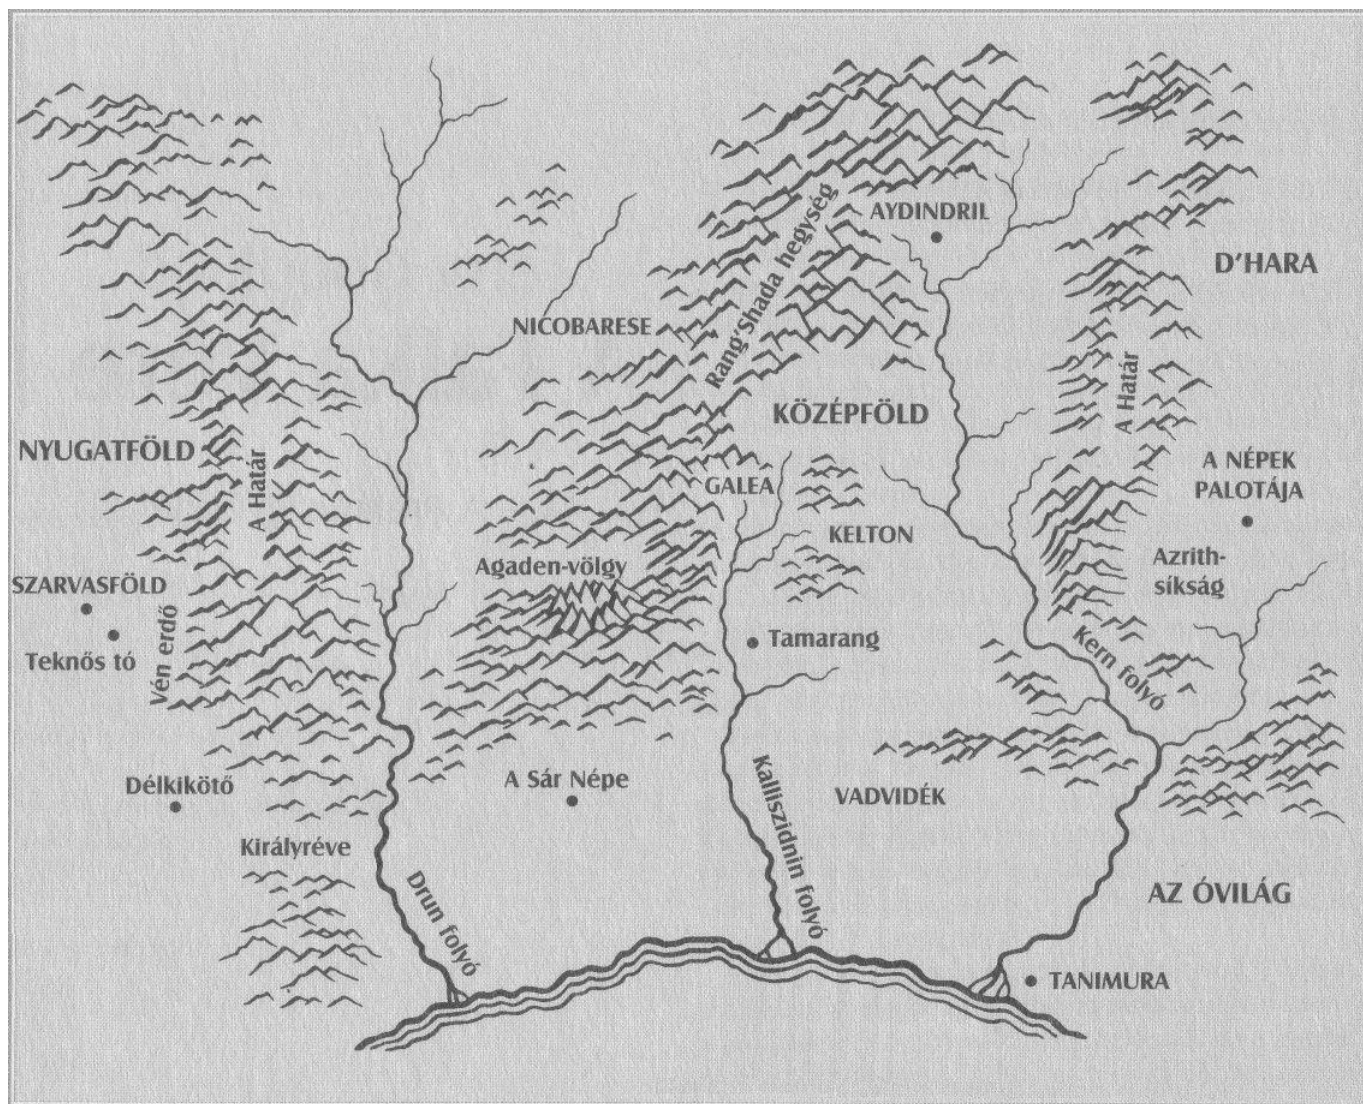 AYDINDRIL
Rang'Shada hegység
D'HARA
NICOBARESE
KÖZÉPFÖLD
A Határ
NYUGATFÖLD
A Határ
GALEA
A NÉPEK
PALOTÁJA
KELTON
Agaden-völgy
Azrith-
síkság
SZARVASFÖLD
Vén erdő
Tamarang
Teknős tó
Kern folyó
Délkikötő
A Sár Népe
VADVIDÉK
Kalliszidnin folyó
Királyréve
AZ ÓVILÁG
Drun folyó
TANIMURA